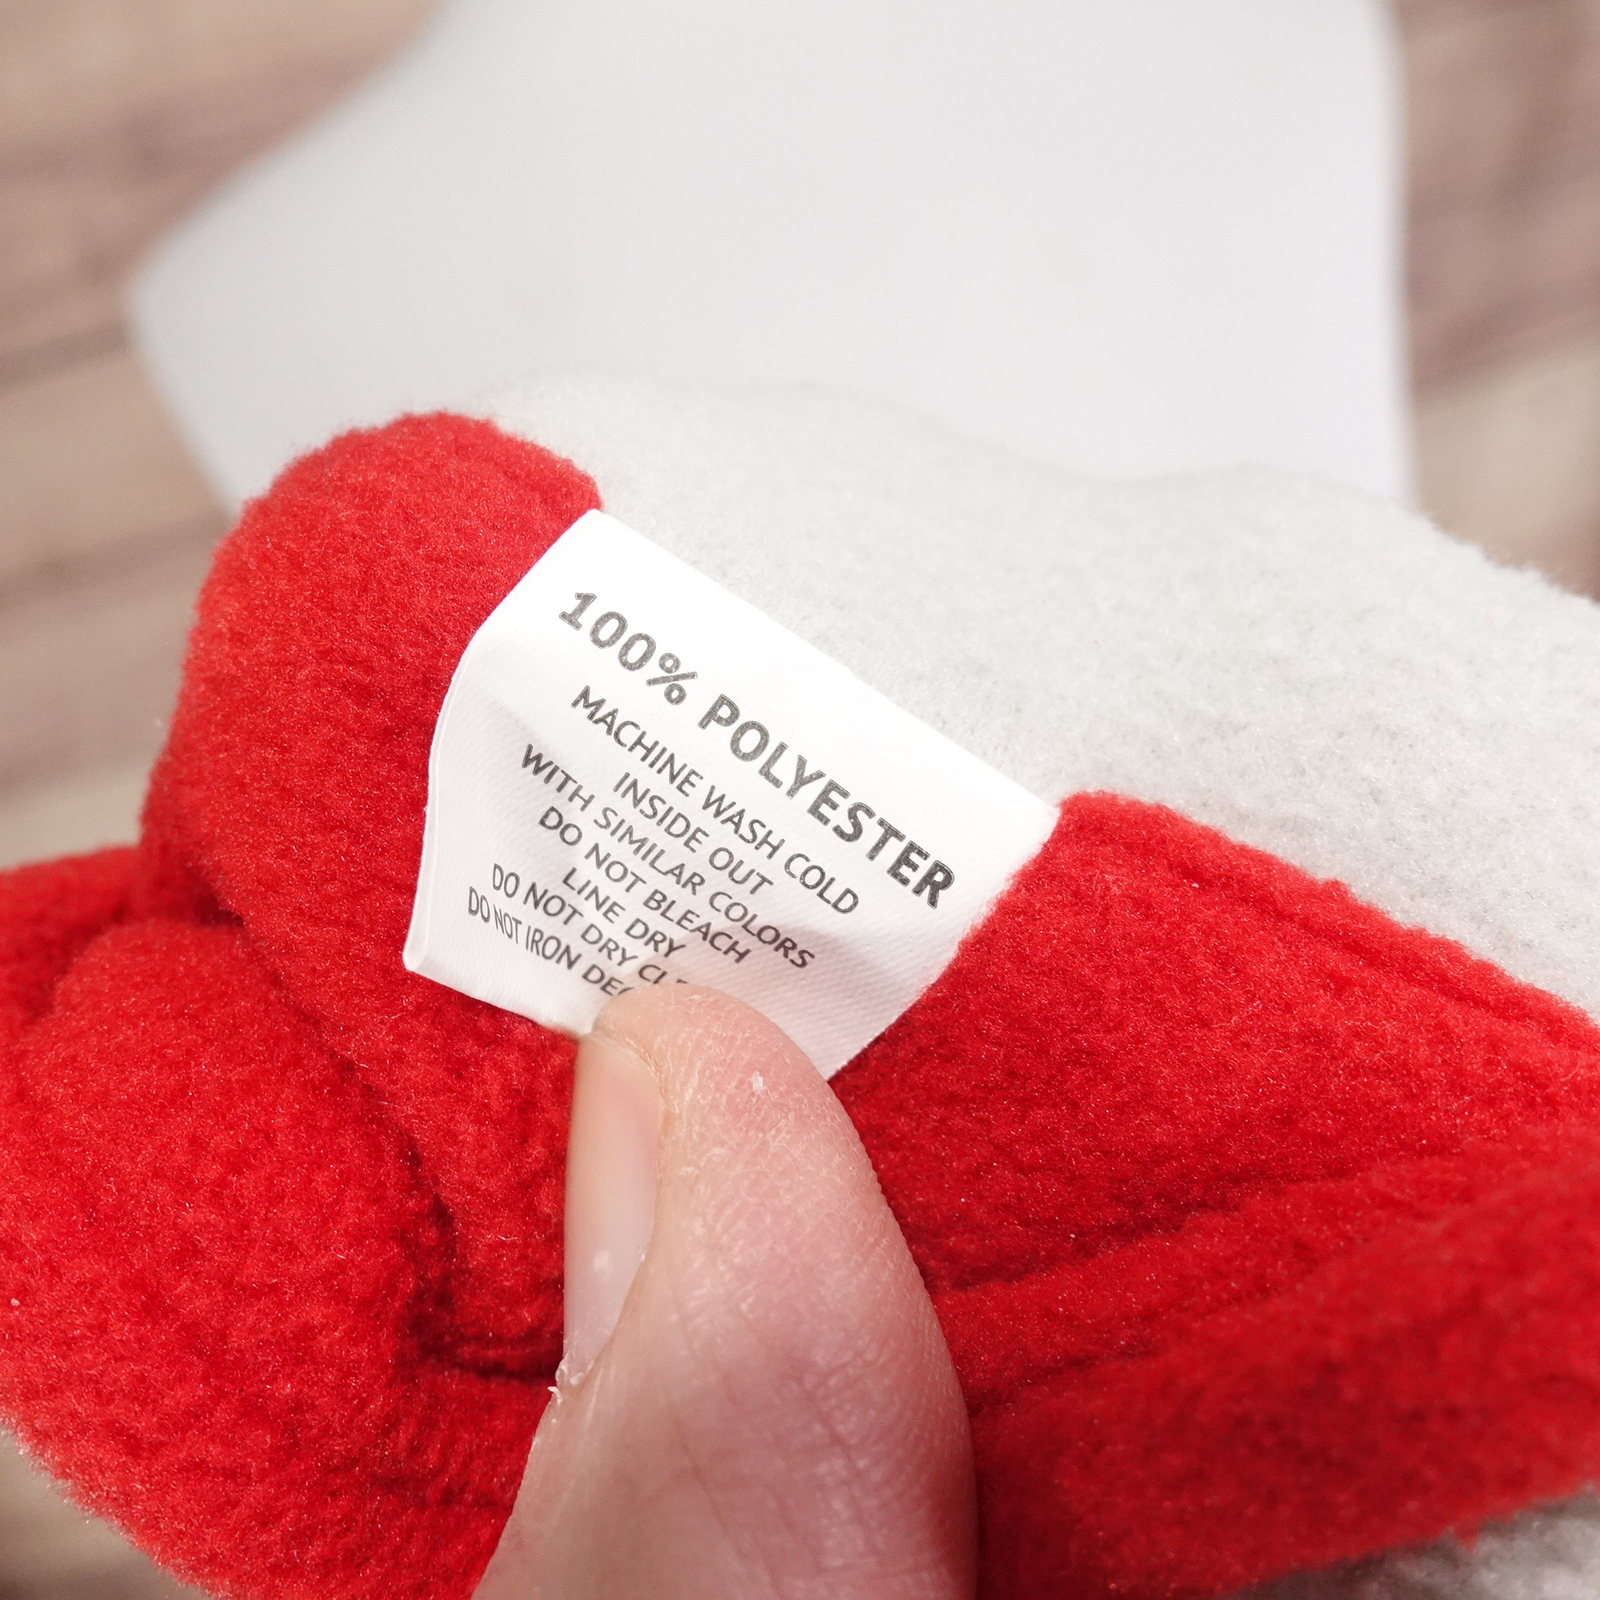 100% POLYESTER
MACHINE WASH COLD
INSIDE OUT
WITH SIMILAR COLORS
DO NOT BLEACH
LINE DRY
DO NOT DRY
DO NOT IRON